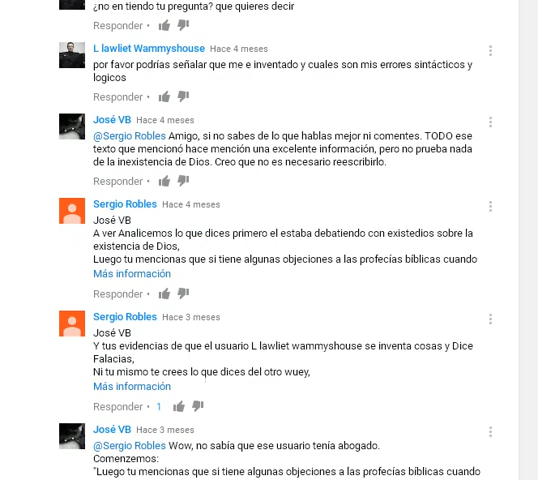 ¿no en tiendo tu pregunta? que quieres decir
Responder •
L lawliet Wammyshouse Hace 4 meses
por favor podrías señalar que me e inventado y cuales son mis errores sintácticos y
logicos
Responder •
José VB Hace 4 meses
@Sergio Robles Amigo, si no sabes de lo que hablas mejor ni comentes. TODO ese
texto que mencionó hace mención una excelente información, pero no prueba nada
de la inexistencia de Dios. Creo que no es necesario reescribirlo.
Responder •
Sergio Robles Hace 4 meses
José VB
A ver Analicemos lo que dices primero el estaba debatiendo con existedios sobre la
existencia de Dios,
Luego tu mencionas que si tiene algunas objeciones a las profecías bíblicas cuando
Más información
Responder •
Sergio Robles Hace 3 meses
José VB
Y tus evidencias de que el usuario L lawliet wammyshouse se inventa cosas y Dice
Falacias,
Ni tu mismo te crees lo que dices del otro wuey,
Más información
Responder • 1
José VB Hace 3 meses
@Sergio Robles Wow, no sabía que ese usuario tenía abogado.
Comenzemos:
"Luego tu mencionas que si tiene algunas objeciones a las profecías bíblicas cuando